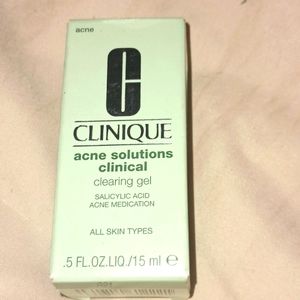 acne
C
CLINIQUE
acne solutions
clinical
clearing gel
SALICYLIC ACID
ACNE MEDICATION
ALL SKIN TYPES
.5 FL.OZ.LIQ./15 ml ℮